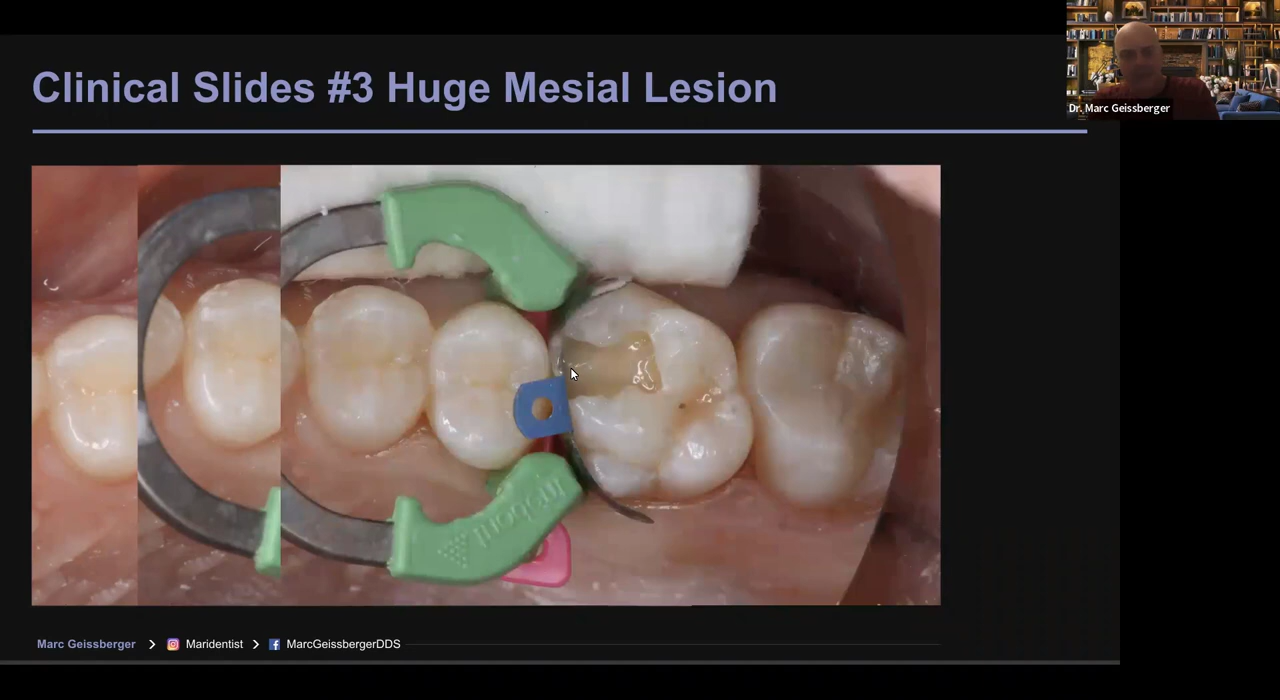 Clinical Slides #3 Huge Mesial Lesion
Dr. Marc Geissberger
Marc Geissberger > Maridentist > MarcGeissbergerDDS